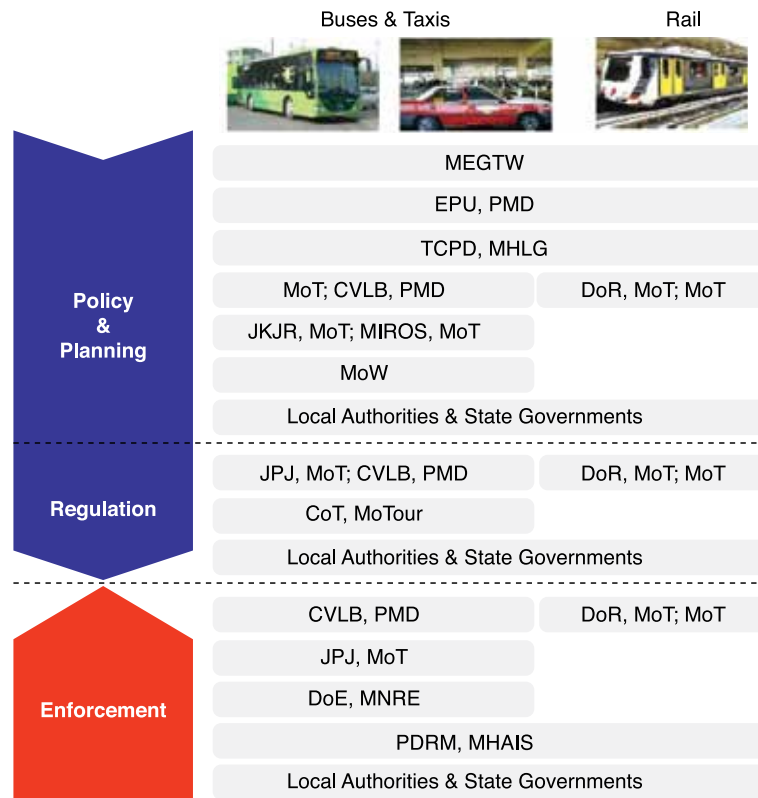 Buses & Taxis
Rail
MEGTW
EPU, PMD
TCPD, MHLG
Policy
&
Planning
MoT; CVLB, PMD
DoR, MoT; MoT
JKJR, MoT; MIROS, MoT
MoW
Local Authorities & State Governments
Regulation
JPJ, MoT; CVLB, PMD
DoR, MoT; MoT
CoT, MoTour
Local Authorities & State Governments
Enforcement
CVLB, PMD
DoR, MoT; MoT
JPJ, MoT
DoE, MNRE
PDRM, MHAIS
Local Authorities & State Governments